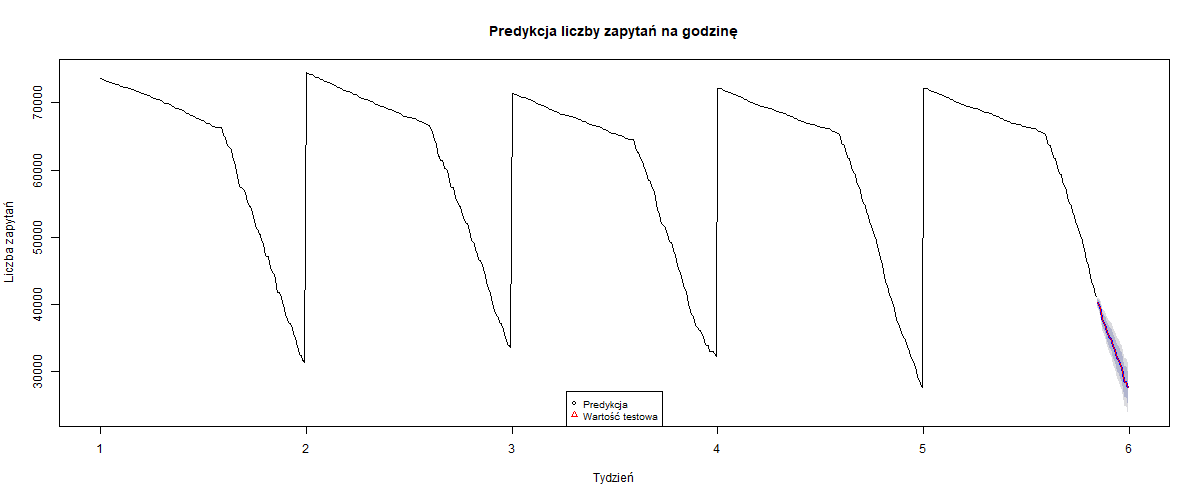 Predykcja liczby zapytań na godzinę
Liczba zapytań
70000
60000
50000
40000
30000
Predykcja
Wartość testowa
1 2 3 4 5 6
Tydzień